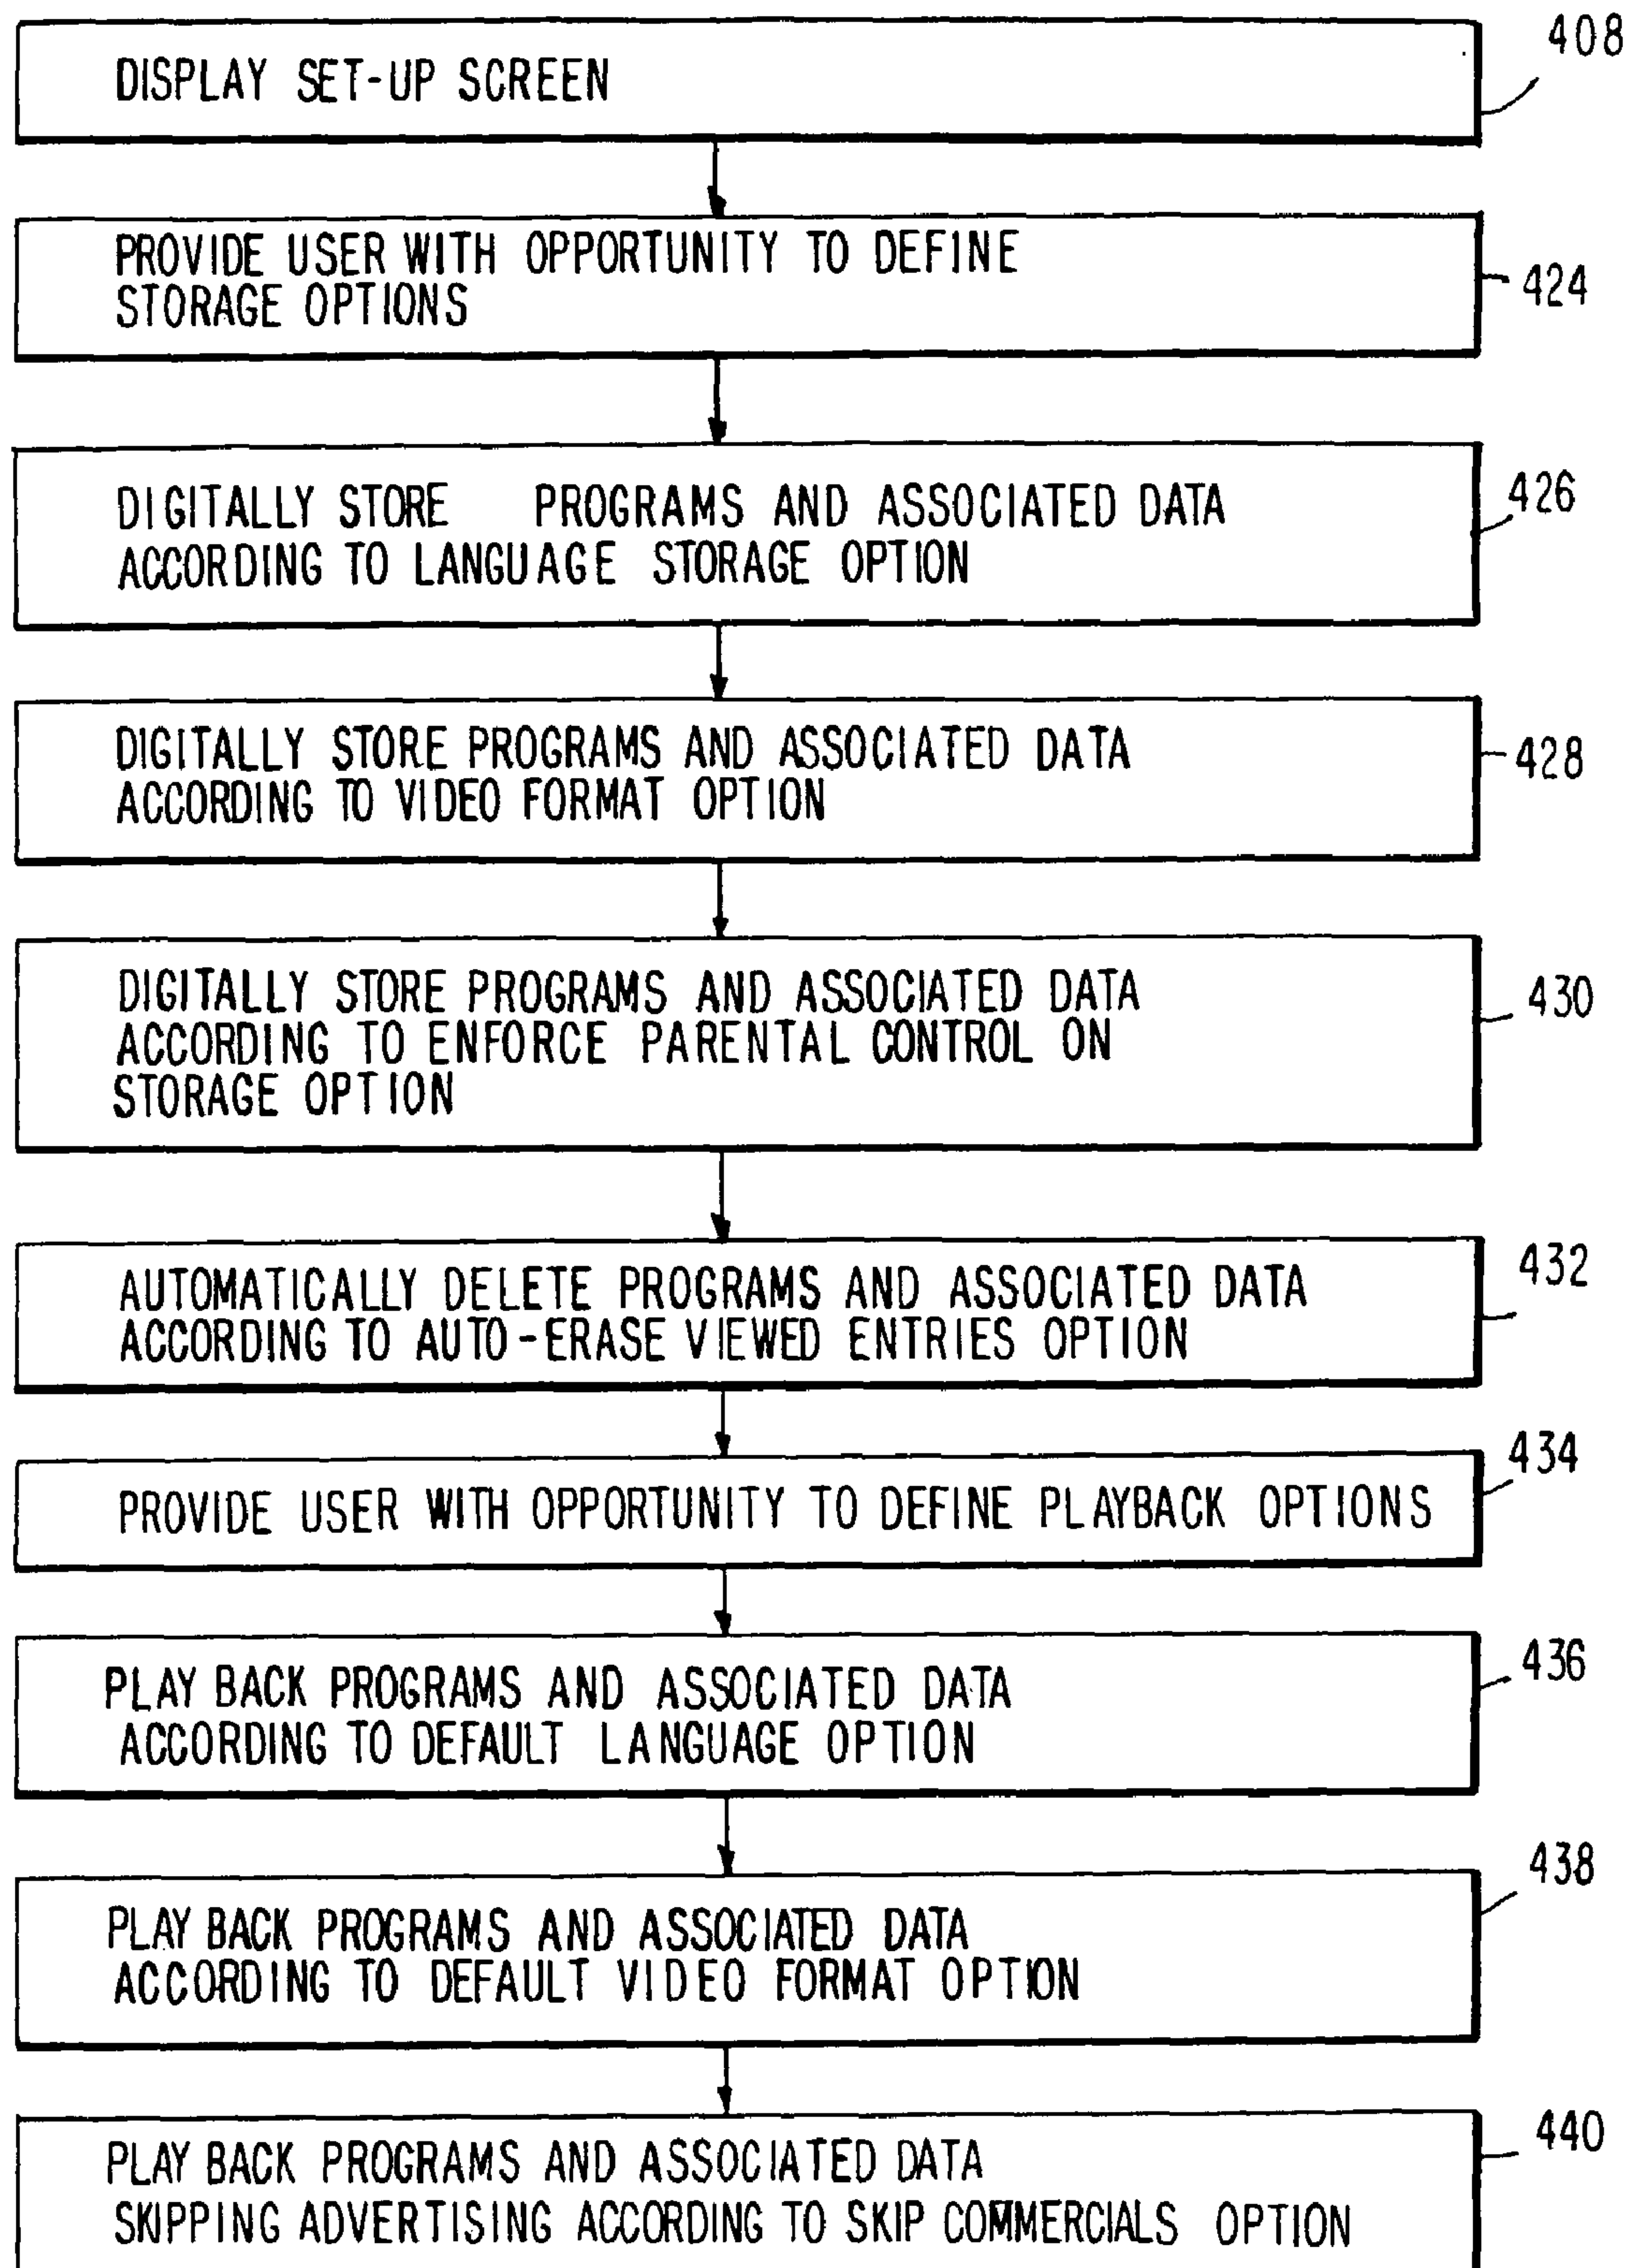 408
DISPLAY SET-UP SCREEN
PROVIDE USER WITH OPPORTUNITY TO DEFINE
STORAGE OPTIONS
424
DIGITALLY STORE PROGRAMS AND ASSOCIATED DATA
ACCORDING TO LANGUAGE STORAGE OPTION
426
DIGITALLY STORE PROGRAMS AND ASSOCIATED DATA
ACCORDING TO VIDEO FORMAT OPTION
428
DIGITALLY STORE PROGRAMS AND ASSOCIATED DATA
ACCORDING TO ENFORCE PARENTAL CONTROL ON
STORAGE OPTION
430
AUTOMATICALLY DELETE PROGRAMS AND ASSOCIATED DATA
ACCORDING TO AUTO-ERASE VIEWED ENTRIES OPTION
432
434
PROVIDE USER WITH OPPORTUNITY TO DEFINE PLAYBACK OPTIONS
PLAY BACK PROGRAMS AND ASSOCIATED DATA
ACCORDING TO DEFAULT LANGUAGE OPTION
436
438
PLAY BACK PROGRAMS AND ASSOCIATED DATA
ACCORDING TO DEFAULT VIDEO FORMAT OPTION
440
PLAY BACK PROGRAMS AND ASSOCIATED DATA
SKIPPING ADVERTISING ACCORDING TO SKIP COMMERCIALS OPTION